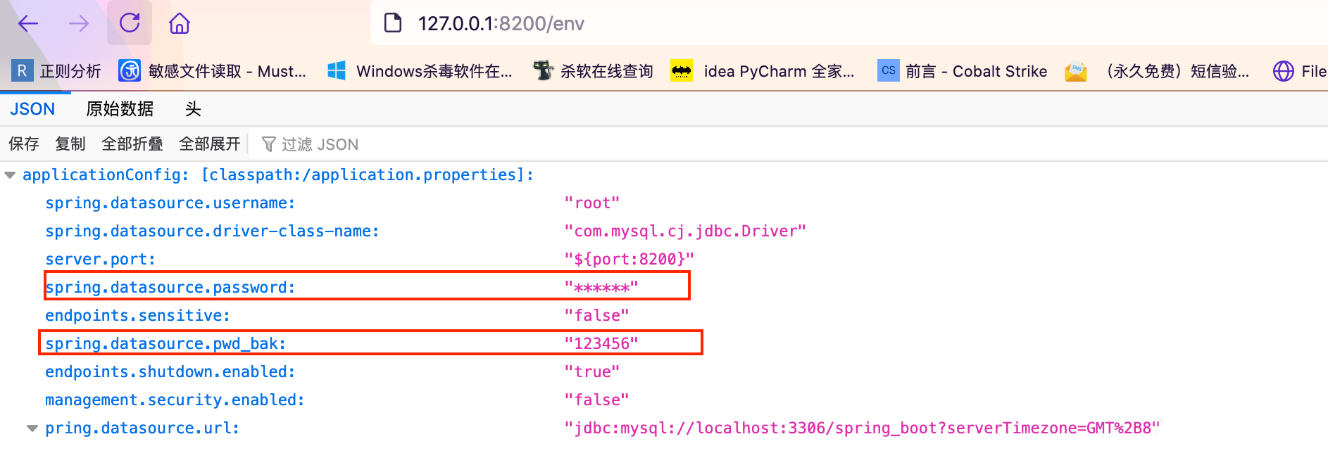 127.0.0.1:8200/env
R 正则分析 敏感文件读取 - Must... Windows杀毒软件在... 杀软在线查询 idea PyCharm 全家... CS 前言 - Cobalt Strike （永久免费）短信验... File
JSON 原始数据 头
保存 复制 全部折叠 全部展开 过滤 JSON
applicationConfig: [classpath:/application.properties]:
spring.datasource.username: "root"
spring.datasource.driver-class-name: "com.mysql.cj.jdbc.Driver"
server.port: "${port:8200}"
spring.datasource.password: "******"
endpoints.sensitive: "false"
spring.datasource.pwd_bak: "123456"
endpoints.shutdown.enabled: "true"
management.security.enabled: "false"
pring.datasource.url: "jdbc:mysql://localhost:3306/spring_boot?serverTimezone=GMT%2B8"